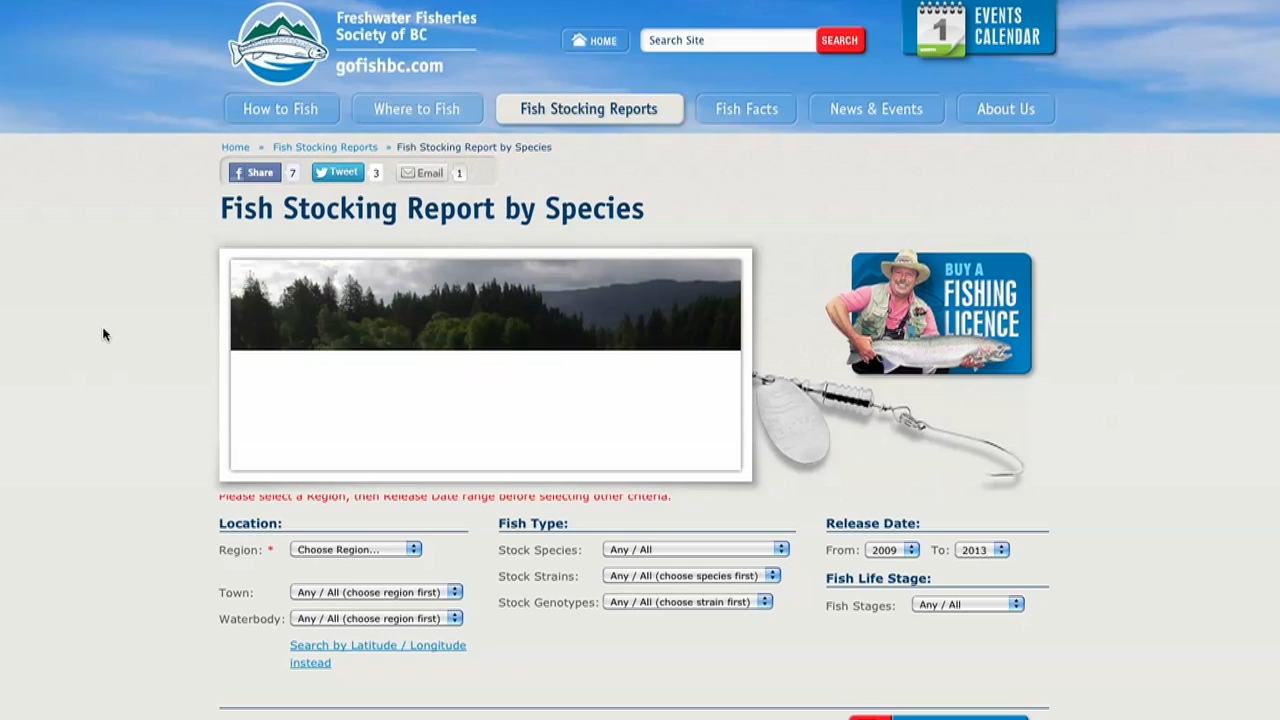 Freshwater Fisheries
Society of BC
gofishbc.com
HOME
Search Site
SEARCH
1
EVENTS
CALENDAR
How to Fish
Where to Fish
Fish Stocking Reports
Fish Facts
News & Events
About Us
Home » Fish Stocking Reports » Fish Stocking Report by Species
Share 7 Tweet 3 Email 1
Fish Stocking Report by Species
BUY A
FISHING
LICENCE
Please select a Region, then Release Date range before selecting other criteria.
Location:
Region: * Choose Region...
Town: Any / All (choose region first)
Waterbody: Any / All (choose region first)
Search by Latitude / Longitude
instead
Fish Type:
Stock Species: Any / All
Stock Strains: Any / All (choose species first)
Stock Genotypes: Any / All (choose strain first)
Release Date:
From: 2009 To: 2013
Fish Life Stage:
Fish Stages: Any / All